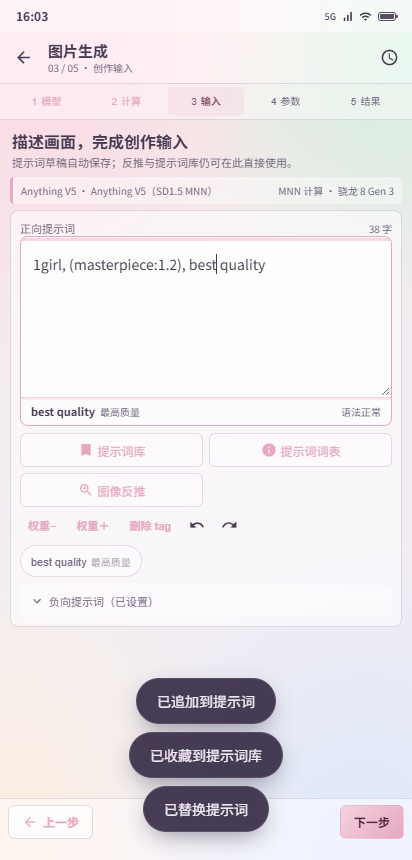 16:03
5G
图片生成
03 / 05 • 创作输入
1 模型
2 计算
3 输入
4 参数
5 结果
描述画面，完成创作输入
提示词草稿自动保存；反推与提示词库仍可在此直接使用。
Anything V5 • Anything V5（SD1.5 MNN）
MNN 计算 • 骁龙 8 Gen 3
正向提示词
38 字
1girl, (masterpiece:1.2), best quality
best quality 最高质量
语法正常
提示词库
提示词词表
图像反推
权重−
权重＋
删除 tag
best quality 最高质量
负向提示词（已设置）
已追加到提示词
已收藏到提示词库
已替换提示词
上一步
下一步